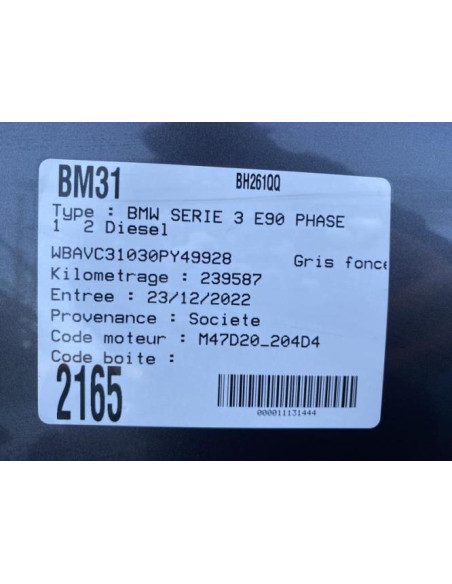 BM31 BH261QQ
Type : BMW SERIE 3 E90 PHASE
1 2 Diesel
WBAVC31030PY49928 Gris fonce
Kilometrage : 239587
Entree : 23/12/2022
Provenance : Societe
Code moteur : M47D20_204D4
Code boite :
2165
000011131444